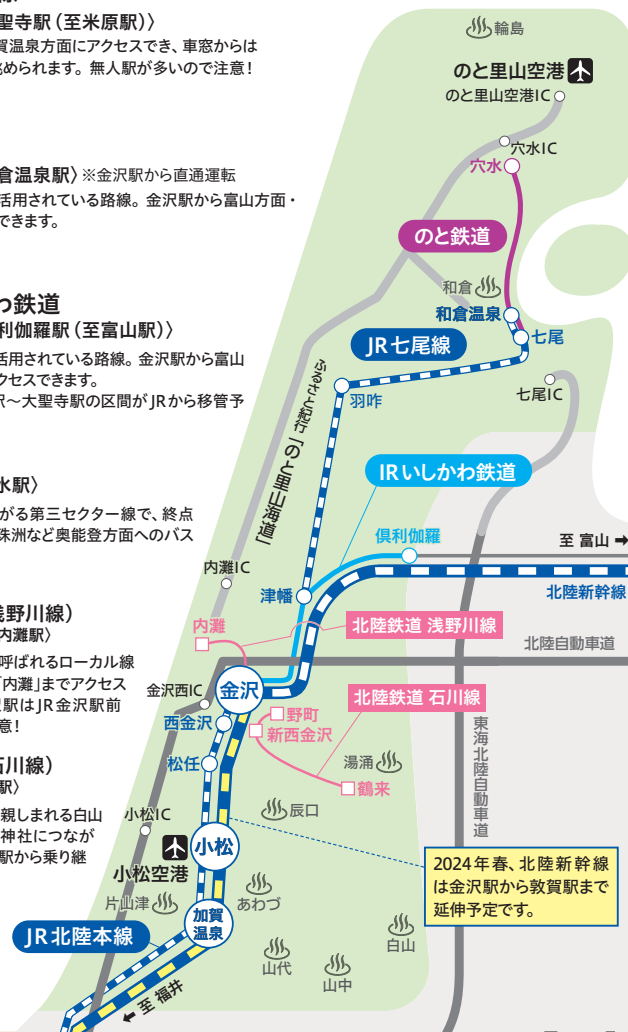 聖寺駅（至米原駅）〉
賀温泉方面にアクセスでき、車窓からは
眺められます。無人駅が多いので注意！
倉温泉駅〉※金沢駅から直通運転
活用されている路線。金沢駅から富山方面・
できます。
わ鉄道
利伽羅駅（至富山駅）〉
活用されている路線。金沢駅から富山
クセスできます。
駅～大聖寺駅の区間がJRから移管予
水駅〉
がる第三セクター線で、終点
珠洲など奥能登方面へのバス
浅野川線）
内灘駅〉
呼ばれるローカル線
「内灘」までアクセス
駅はJR金沢駅前
意！
石川線）
駅〉
親しまれる白山
神社につなが
駅から乗り継
輪島
のと里山空港
のと里山空港IC
穴水IC
穴水
のと鉄道
和倉
和倉温泉
七尾
JR七尾線
七尾IC
羽咋
ふるさと紀行「のと里山海道」
IRいしかわ鉄道
倶利伽羅
至 富山 →
内灘IC
津幡
北陸新幹線
内灘
北陸鉄道 浅野川線
北陸自動車道
金沢
金沢西IC
北陸鉄道 石川線
西金沢
野町
新西金沢
東海北陸自動車道
松任
湯涌
鶴来
辰口
小松IC
小松
小松空港
2024年春、北陸新幹線
は金沢駅から敦賀駅まで
延伸予定です。
片山津
あわづ
加賀
温泉
JR北陸本線
白山
山代
山中
← 至 福井